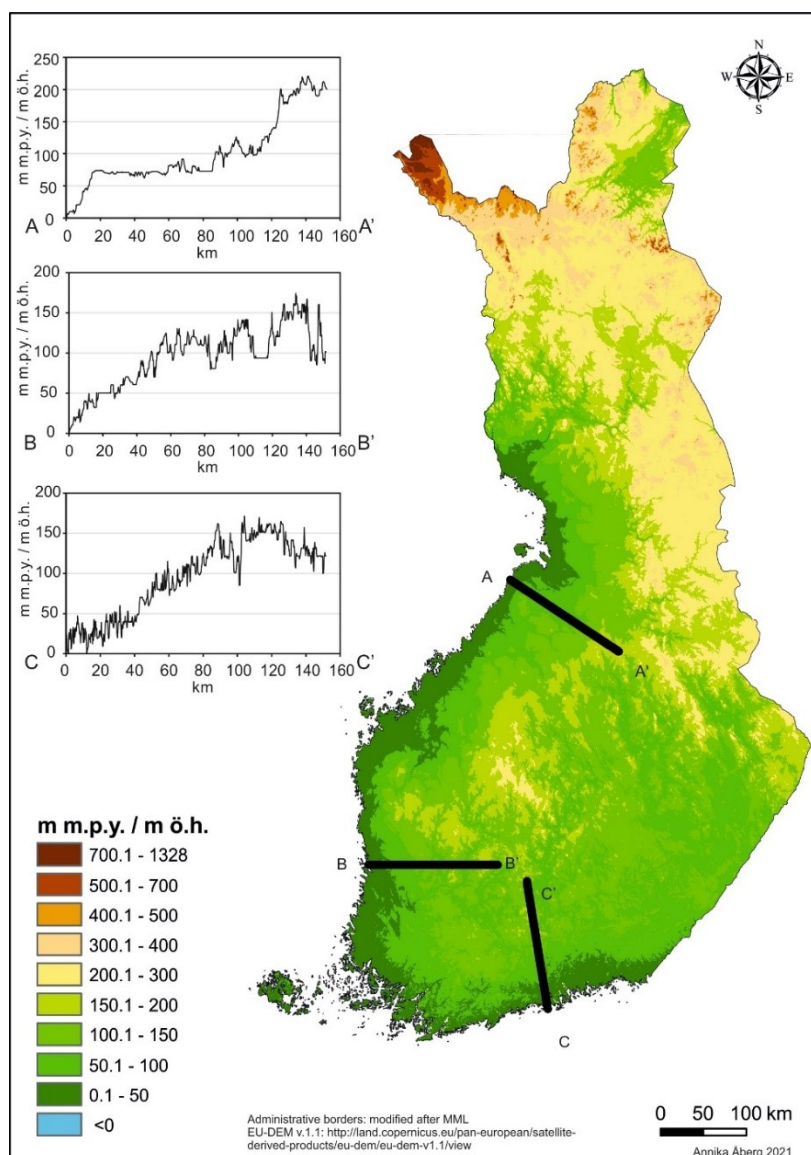 250
200
150
100
50
0
m m.p.y. / m ö.h.
A
A'
0 20 40 60 80 100 120 140 160
km
200
150
100
50
0
m m.p.y. / m ö.h.
B
B'
0 20 40 60 80 100 120 140 160
km
200
150
100
50
0
m m.p.y. / m ö.h.
C
C'
0 20 40 60 80 100 120 140 160
km
N
W E
S
A
A'
B
B'
C'
C
m m.p.y. / m ö.h.
700.1 - 1328
500.1 - 700
400.1 - 500
300.1 - 400
200.1 - 300
150.1 - 200
100.1 - 150
50.1 - 100
0.1 - 50
<0
Administrative borders: modified after MML
EU-DEM v.1.1: http://land.copernicus.eu/pan-european/satellite-
derived-products/eu-dem/eu-dem-v1.1/view
0 50 100 km
Annika Åberg 2021